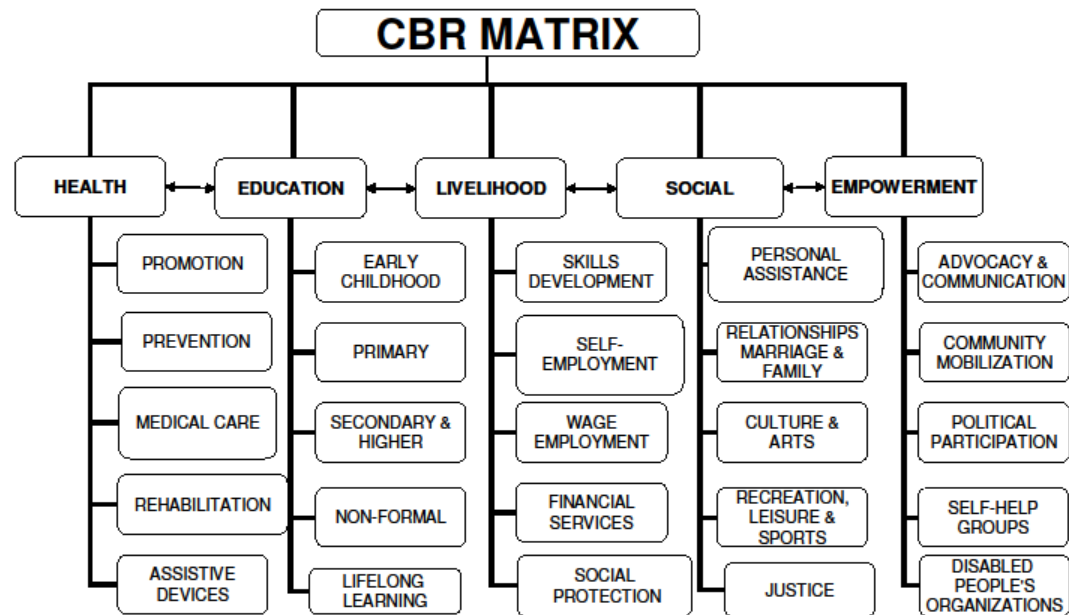 CBR MATRIX
HEALTH
EDUCATION
LIVELIHOOD
SOCIAL
EMPOWERMENT
PROMOTION
PREVENTION
MEDICAL CARE
REHABILITATION
ASSISTIVE
DEVICES
EARLY
CHILDHOOD
PRIMARY
SECONDARY &
HIGHER
NON-FORMAL
LIFELONG
LEARNING
SKILLS
DEVELOPMENT
SELF-
EMPLOYMENT
WAGE
EMPLOYMENT
FINANCIAL
SERVICES
SOCIAL
PROTECTION
PERSONAL
ASSISTANCE
RELATIONSHIPS
MARRIAGE &
FAMILY
CULTURE &
ARTS
RECREATION,
LEISURE &
SPORTS
JUSTICE
ADVOCACY &
COMMUNICATION
COMMUNITY
MOBILIZATION
POLITICAL
PARTICIPATION
SELF-HELP
GROUPS
DISABLED
PEOPLE'S
ORGANIZATIONS